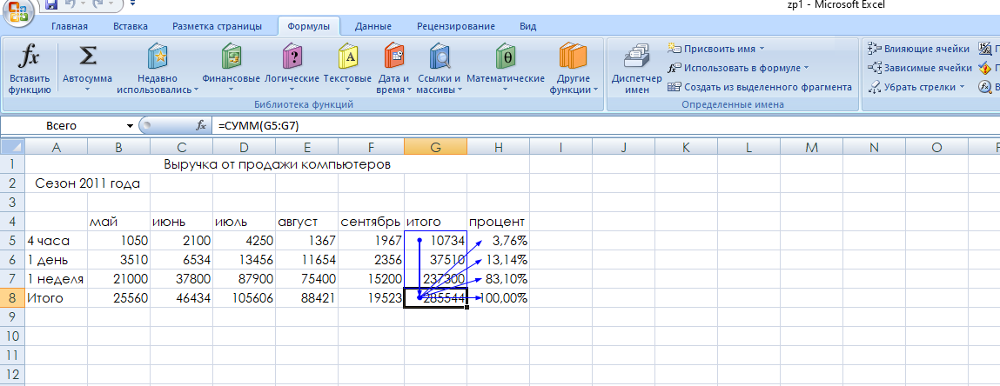 zp1 - Microsoft Excel
Главная Вставка Разметка страницы Формулы Данные Рецензирование Вид
fx Вставить функцию
Σ Автосумма
Недавно использовались
Финансовые
? Логические
A Текстовые
Дата и время
Ссылки и массивы
θ Математические
Другие функции
Диспетчер имен
Присвоить имя
Использовать в формуле
Создать из выделенного фрагмента
Влияющие ячейки
Зависимые ячейки
Убрать стрелки
Библиотека функций Определенные имена
Всего fx =СУММ(G5:G7)
A B C D E F G H I J K L M N O
1 Выручка от продажи компьютеров
2 Сезон 2011 года
3
4 май июнь июль август сентябрь итого процент
5 4 часа 1050 2100 4250 1367 1967 10734 3,76%
6 1 день 3510 6534 13456 11654 2356 37510 13,14%
7 1 неделя 21000 37800 87900 75400 15200 237300 83,10%
8 Итого 25560 46434 105606 88421 19523 285544 100,00%
9
10
11
12